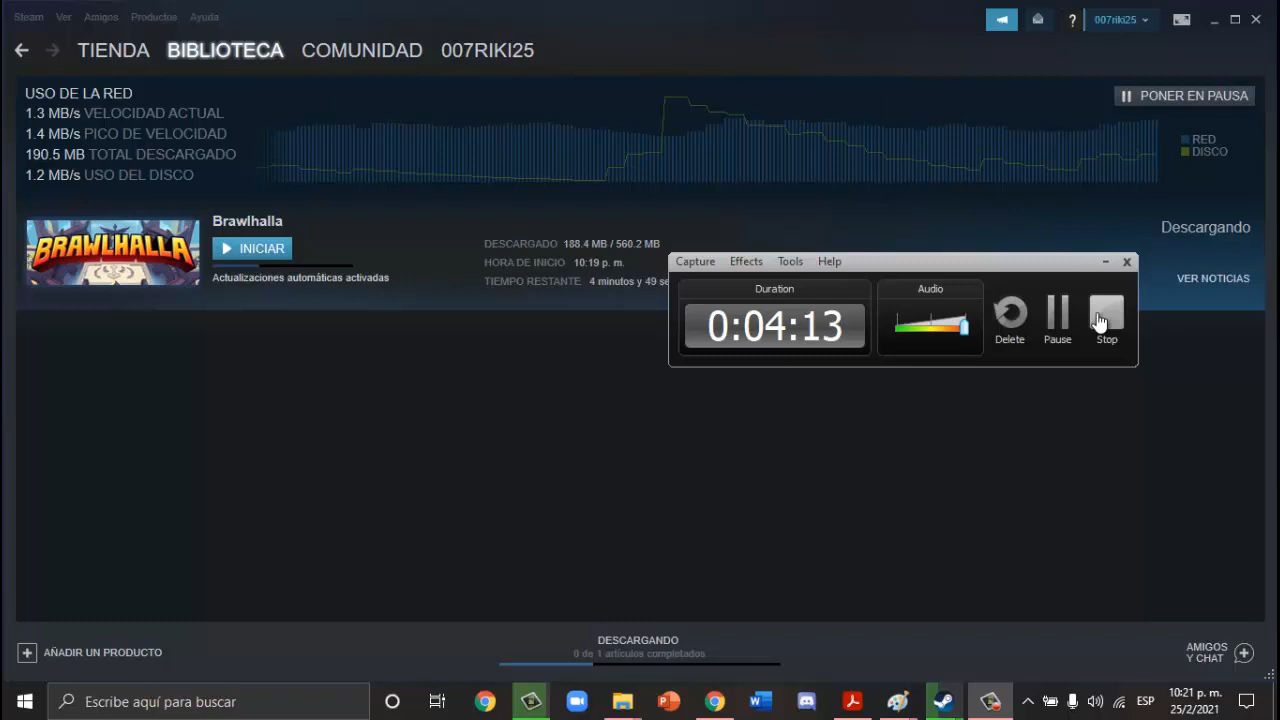 Steam Ver Amigos Productos Ayuda
007riki25
TIENDA BIBLIOTECA COMUNIDAD 007RIKI25
USO DE LA RED
1.3 MB/s VELOCIDAD ACTUAL
1.4 MB/s PICO DE VELOCIDAD
190.5 MB TOTAL DESCARGADO
1.2 MB/s USO DEL DISCO
PONER EN PAUSA
RED
DISCO
BRAWLHALLA
Brawlhalla
INICIAR
Actualizaciones automáticas activadas
DESCARGADO 188.4 MB / 560.2 MB
HORA DE INICIO 10:19 p. m.
TIEMPO RESTANTE 4 minutos y 49 se
Descargando
VER NOTICIAS
Capture Effects Tools Help
Duration
0:04:13
Audio
Delete Pause Stop
AÑADIR UN PRODUCTO
DESCARGANDO
0 de 1 artículos completados
AMIGOS
Y CHAT
Escribe aquí para buscar
ESP
10:21 p. m.
25/2/2021